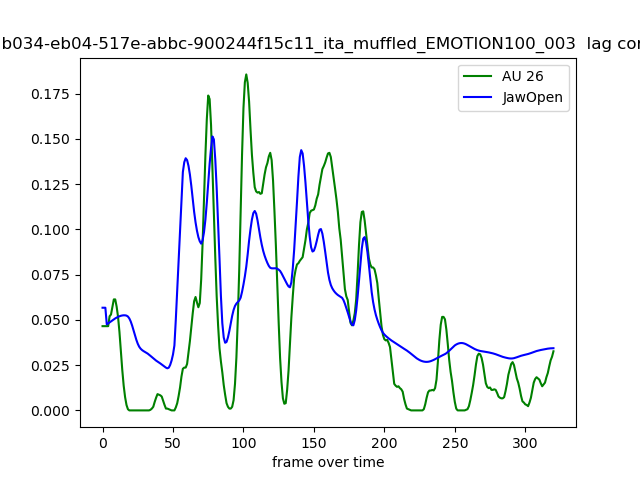 b034-eb04-517e-abbc-900244f15c11_ita_muffled_EMOTION100_003 lag
AU 26
JawOpen
0.175
0.150
0.125
0.100
0.075
0.050
0.025
0.000
0 50 100 150 200 250 300
frame over time